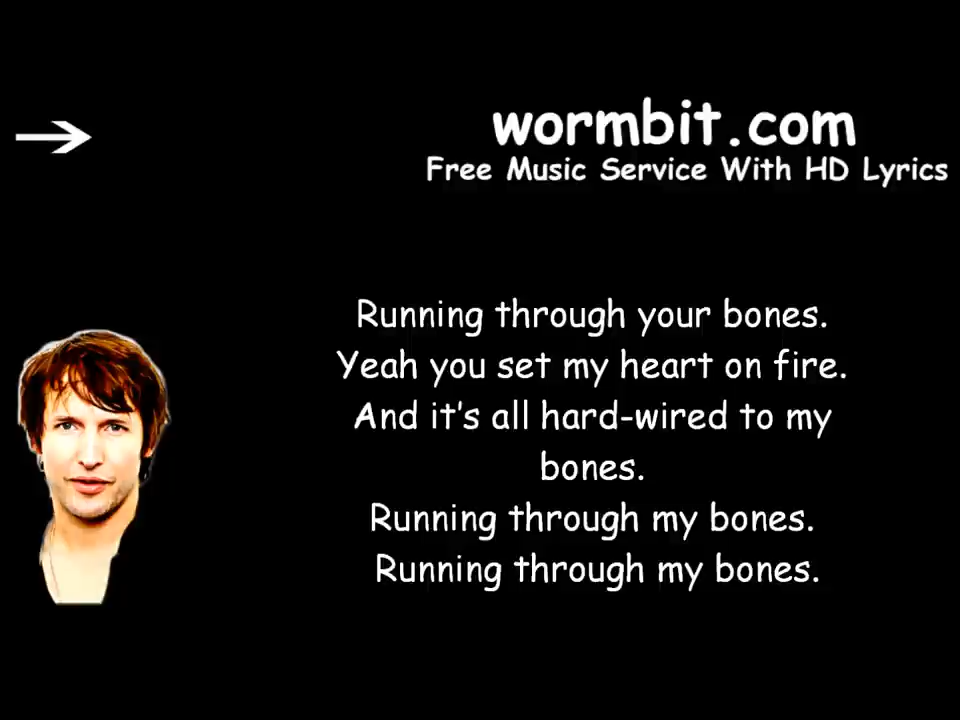 wormbit.com
Free Music Service With HD Lyrics
Running through your bones.
Yeah you set my heart on fire.
And it's all hard-wired to my
bones.
Running through my bones.
Running through my bones.